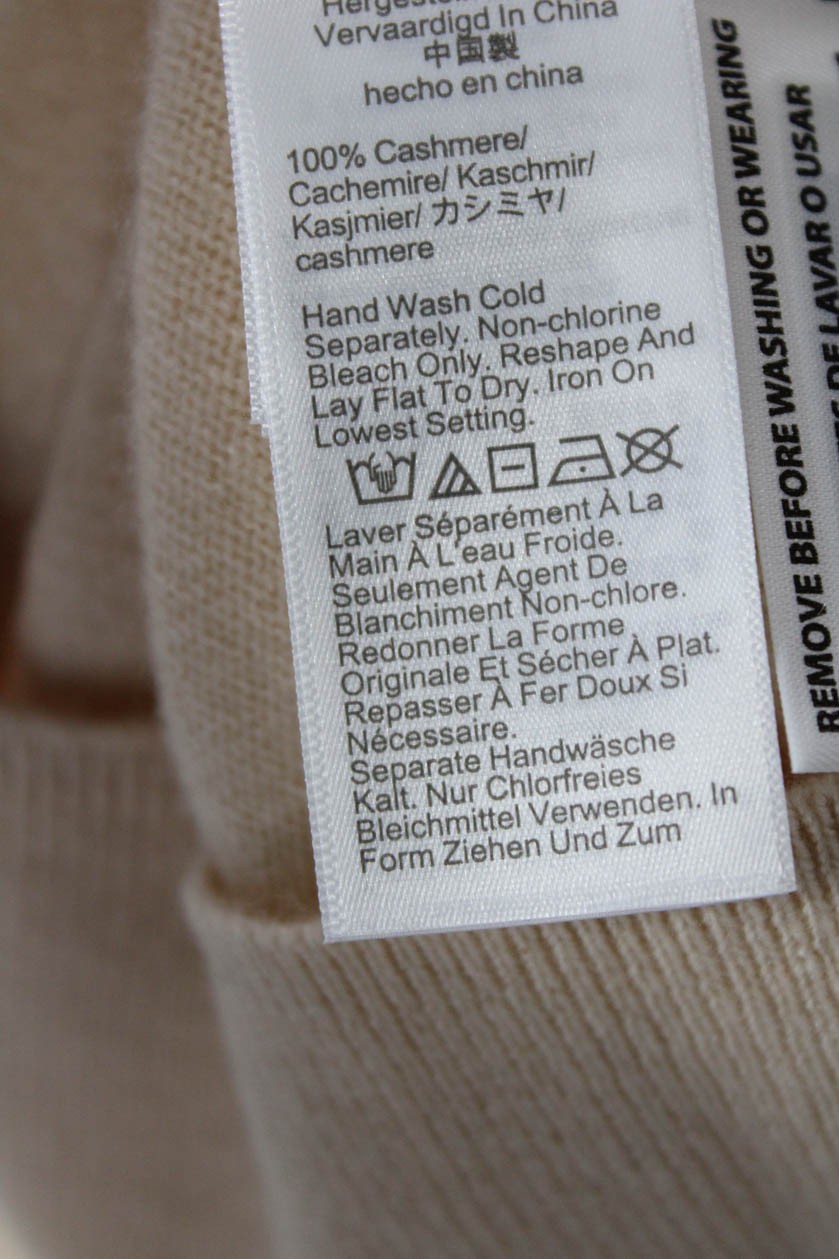 Vervaardigd In China
中国製
hecho en china
100% Cashmere/
Cachemire/ Kaschmir/
Kasjmier/ カシミヤ/
cashmere
Hand Wash Cold
Separately. Non-chlorine
Bleach Only. Reshape And
Lay Flat To Dry. Iron On
Lowest Setting.
Laver Séparément À La
Main À L'eau Froide.
Seulement Agent De
Blanchiment Non-chlore.
Redonner La Forme
Originale Et Sécher À Plat.
Repasser À Fer Doux Si
Nécessaire.
Separate Handwäsche
Kalt. Nur Chlorfreies
Bleichmittel Verwenden. In
Form Ziehen Und Zum
REMOVE BEFORE WASHING OR WEARING
DE LAVAR O USAR